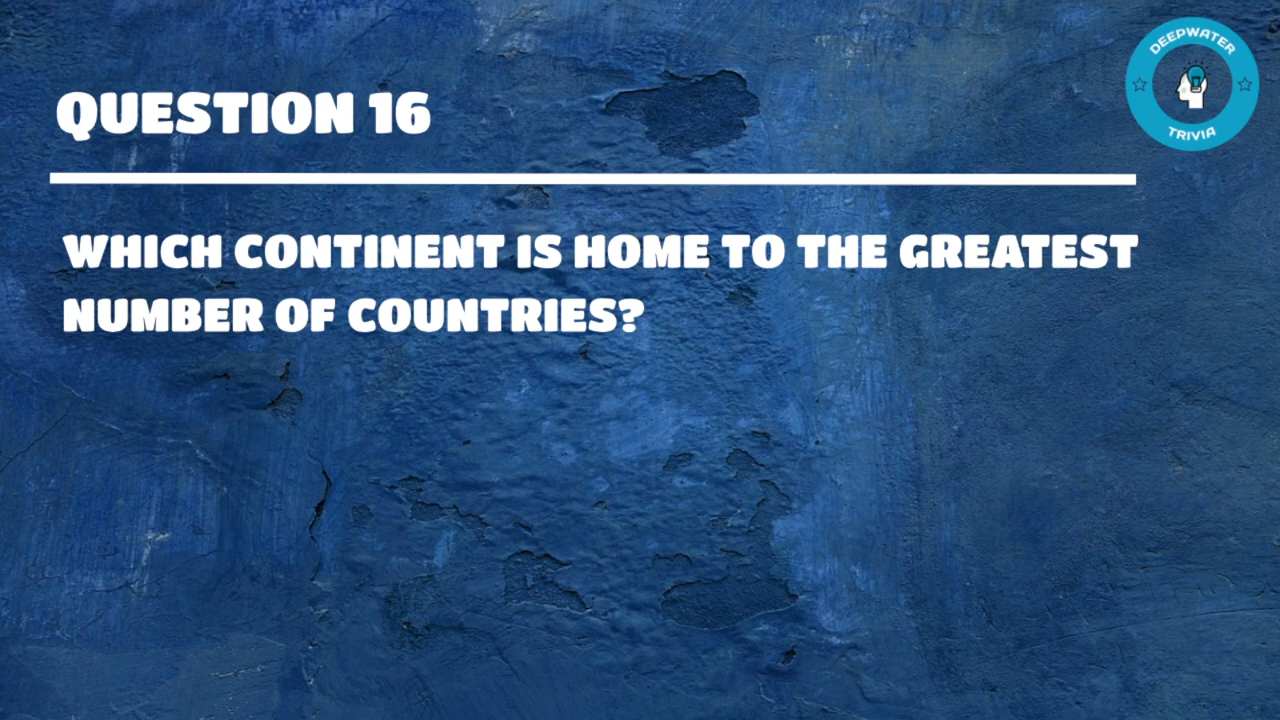 DEEPWATER
TRIVIA
QUESTION 16
WHICH CONTINENT IS HOME TO THE GREATEST
NUMBER OF COUNTRIES?